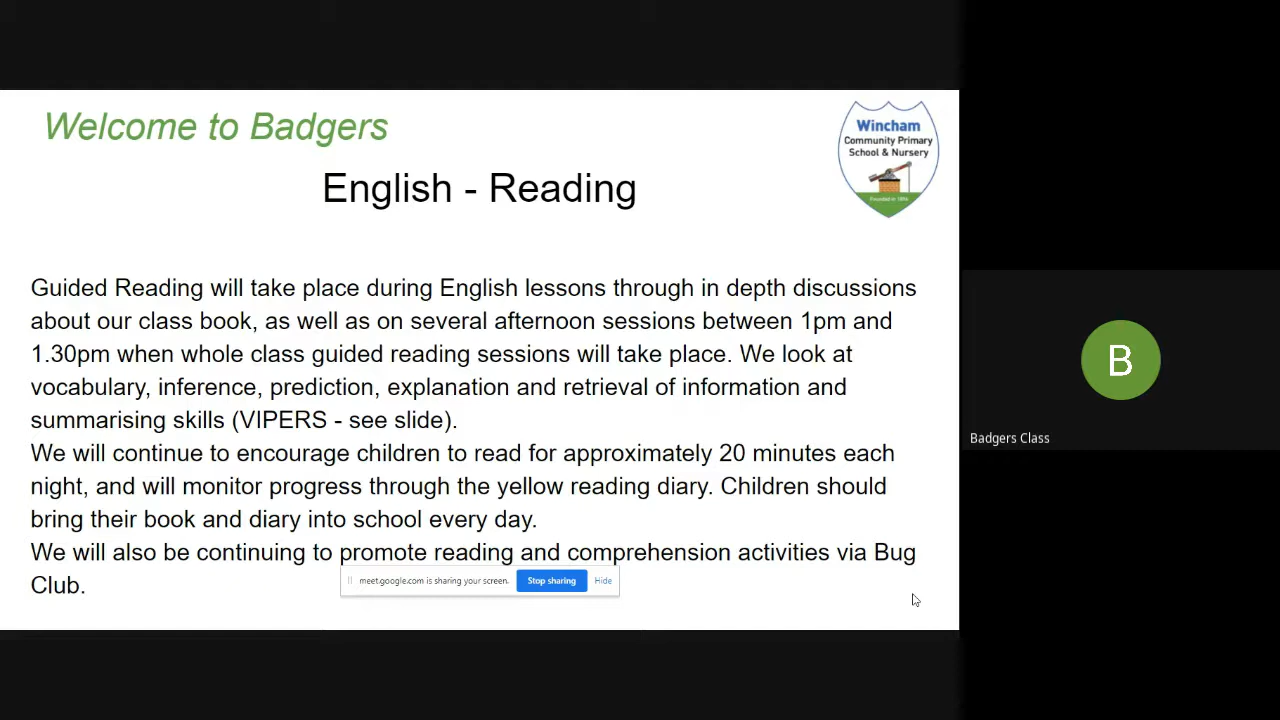 Welcome to Badgers
Wincham
Community Primary
School & Nursery
Founded in 1896
English - Reading
Guided Reading will take place during English lessons through in depth discussions
about our class book, as well as on several afternoon sessions between 1pm and
1.30pm when whole class guided reading sessions will take place. We look at
vocabulary, inference, prediction, explanation and retrieval of information and
summarising skills (VIPERS - see slide).
We will continue to encourage children to read for approximately 20 minutes each
night, and will monitor progress through the yellow reading diary. Children should
bring their book and diary into school every day.
We will also be continuing to promote reading and comprehension activities via Bug
Club.
meet.google.com is sharing your screen. Stop sharing Hide
B
Badgers Class